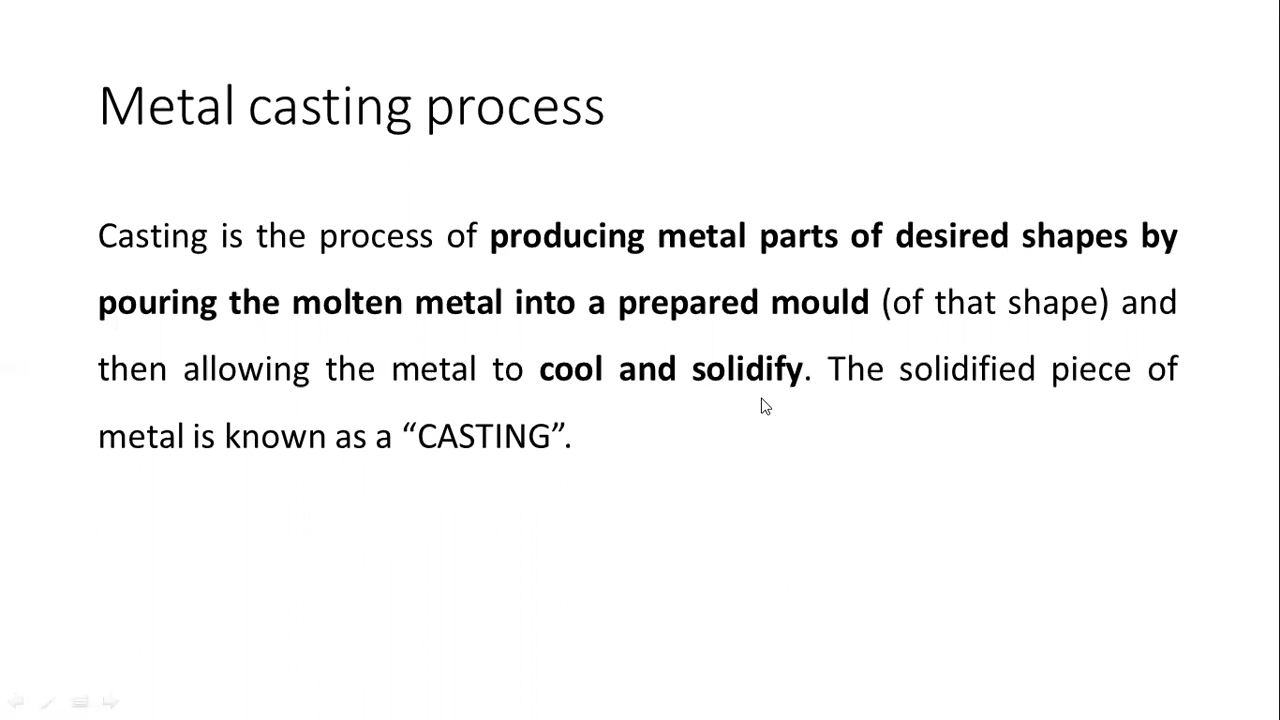 Metal casting process
Casting is the process of producing metal parts of desired shapes by
pouring the molten metal into a prepared mould (of that shape) and
then allowing the metal to cool and solidify. The solidified piece of
metal is known as a “CASTING”.